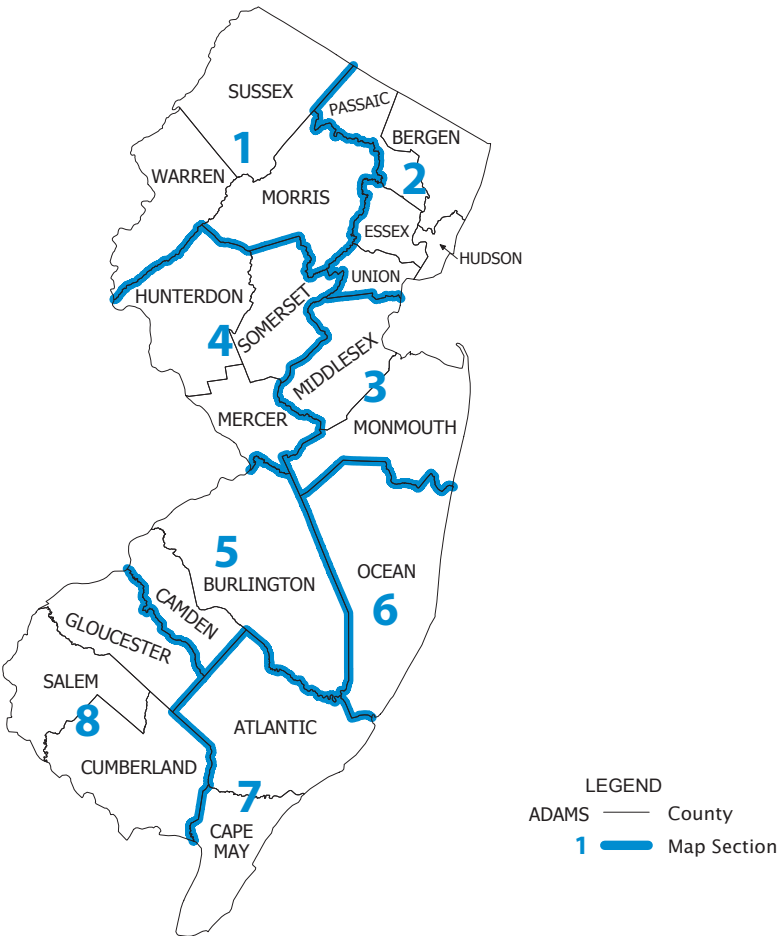 SUSSEX
PASSAIC
BERGEN
1
WARREN
2
MORRIS
ESSEX
HUDSON
UNION
HUNTERDON
SOMERSET
4
MIDDLESEX
3
MERCER
MONMOUTH
5
OCEAN
BURLINGTON
CAMDEN
6
GLOUCESTER
SALEM
8
ATLANTIC
CUMBERLAND
7
CAPE
MAY
LEGEND
ADAMS County
1 Map Section